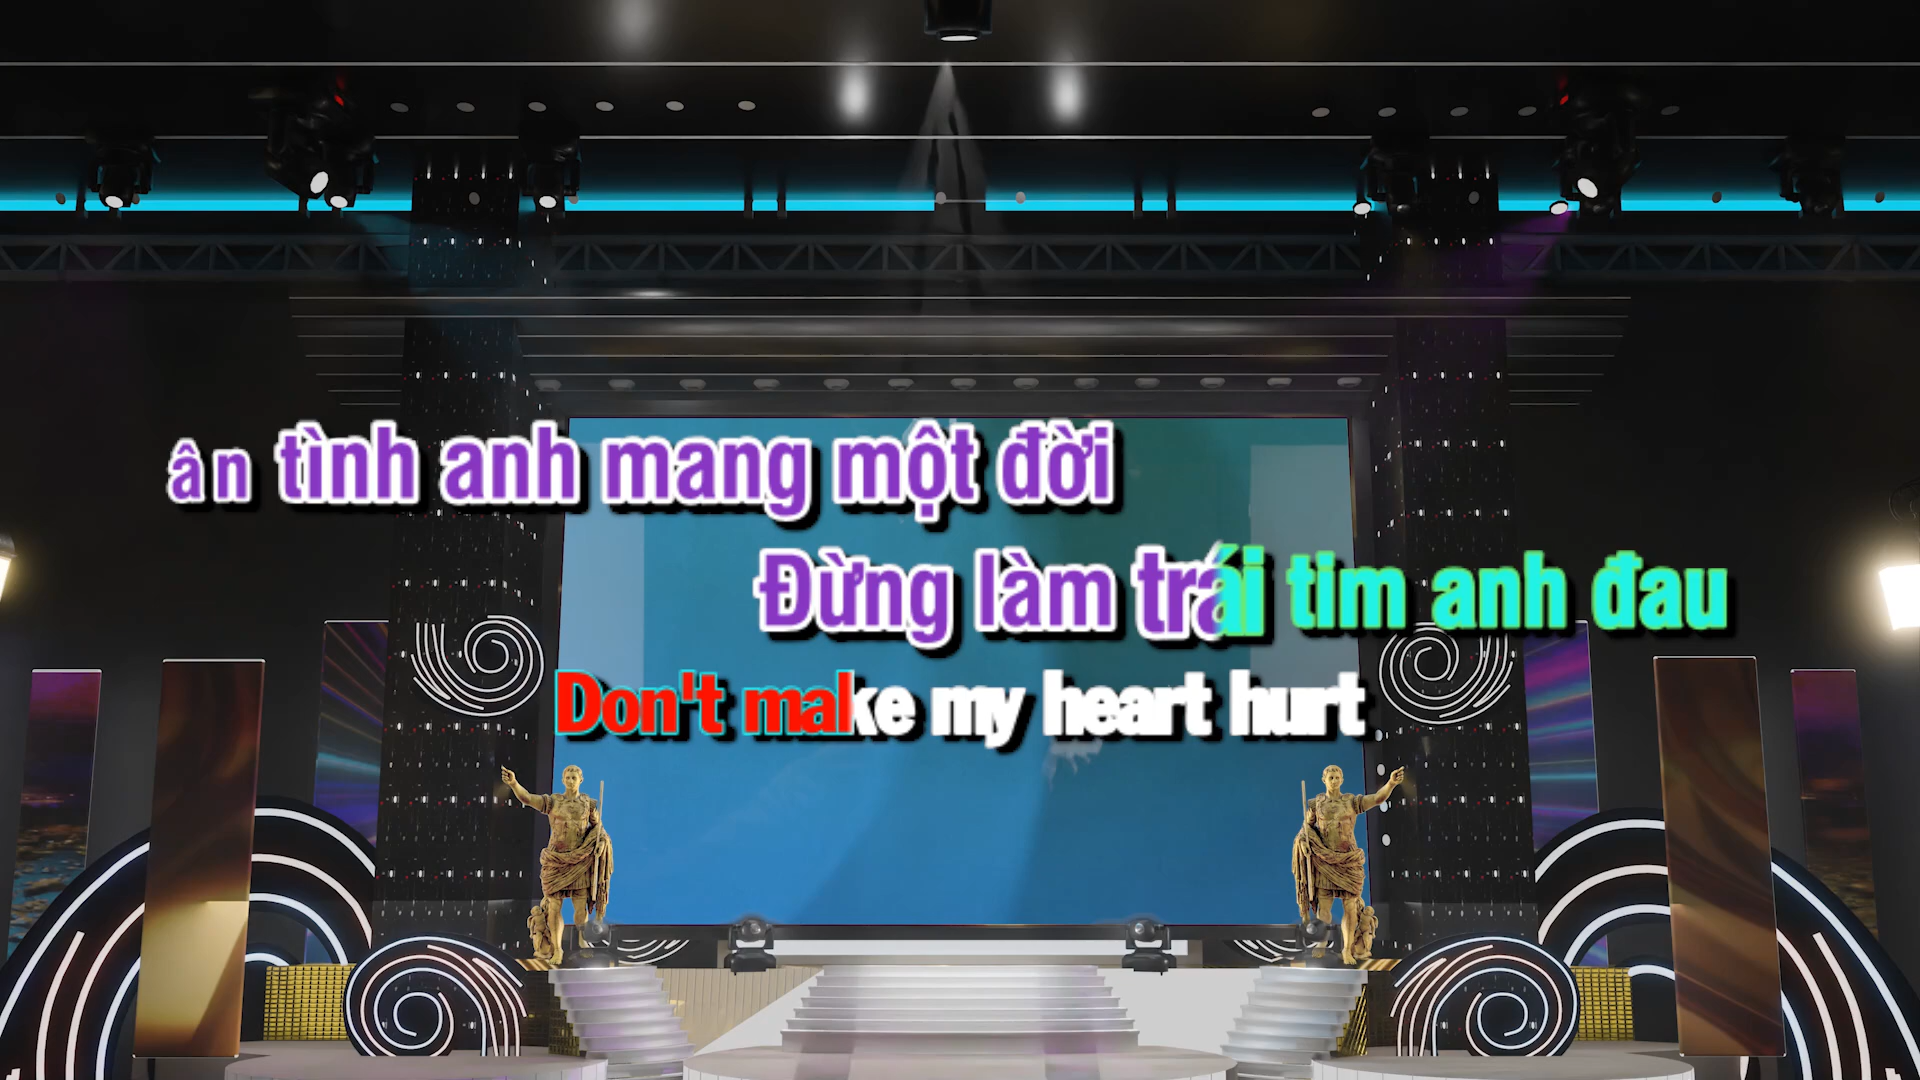 ân tình anh mang một đời
Đừng làm trái tim anh đau
Don't make my heart hurt